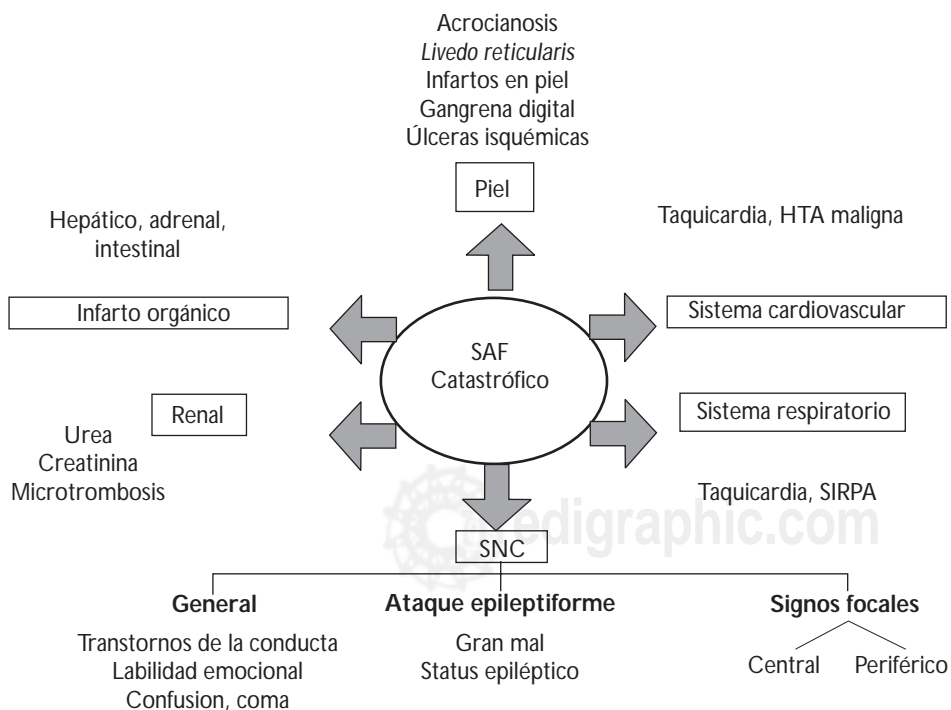 Acrocianosis
Livedo reticularis
Infartos en piel
Gangrena digital
Úlceras isquémicas
Piel
Hepático, adrenal,
intestinal
Infarto orgánico
Taquicardia, HTA maligna
Sistema cardiovascular
SAF
Catastrófico
Renal
Urea
Creatinina
Microtrombosis
Sistema respiratorio
Taquicardia, SIRPA
edigraphic.com
SNC
General
Transtornos de la conducta
Labilidad emocional
Confusion, coma
Ataque epileptiforme
Gran mal
Status epiléptico
Signos focales
Central Periférico